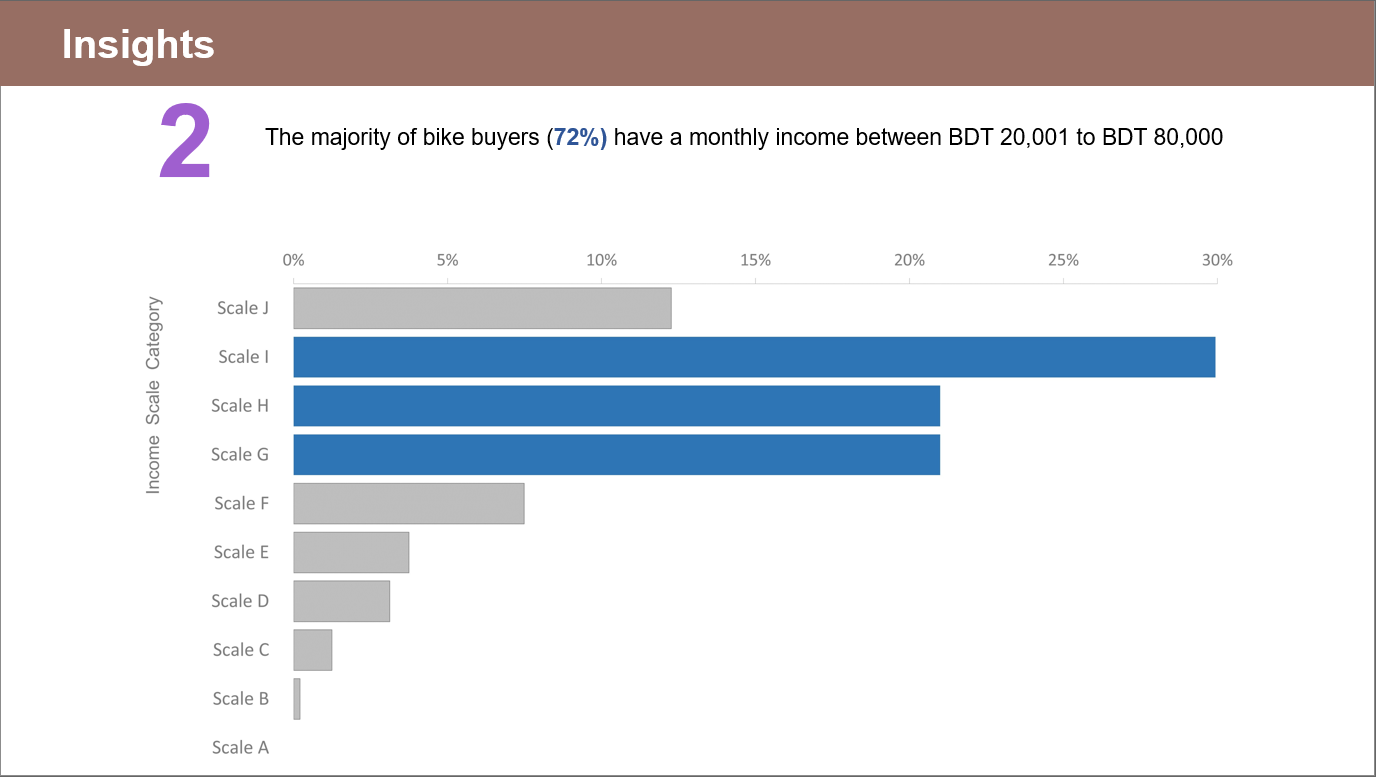 Insights
2
The majority of bike buyers (72%) have a monthly income between BDT 20,001 to BDT 80,000
0% 5% 10% 15% 20% 25% 30%
Income Scale Category
Scale J
Scale I
Scale H
Scale G
Scale F
Scale E
Scale D
Scale C
Scale B
Scale A